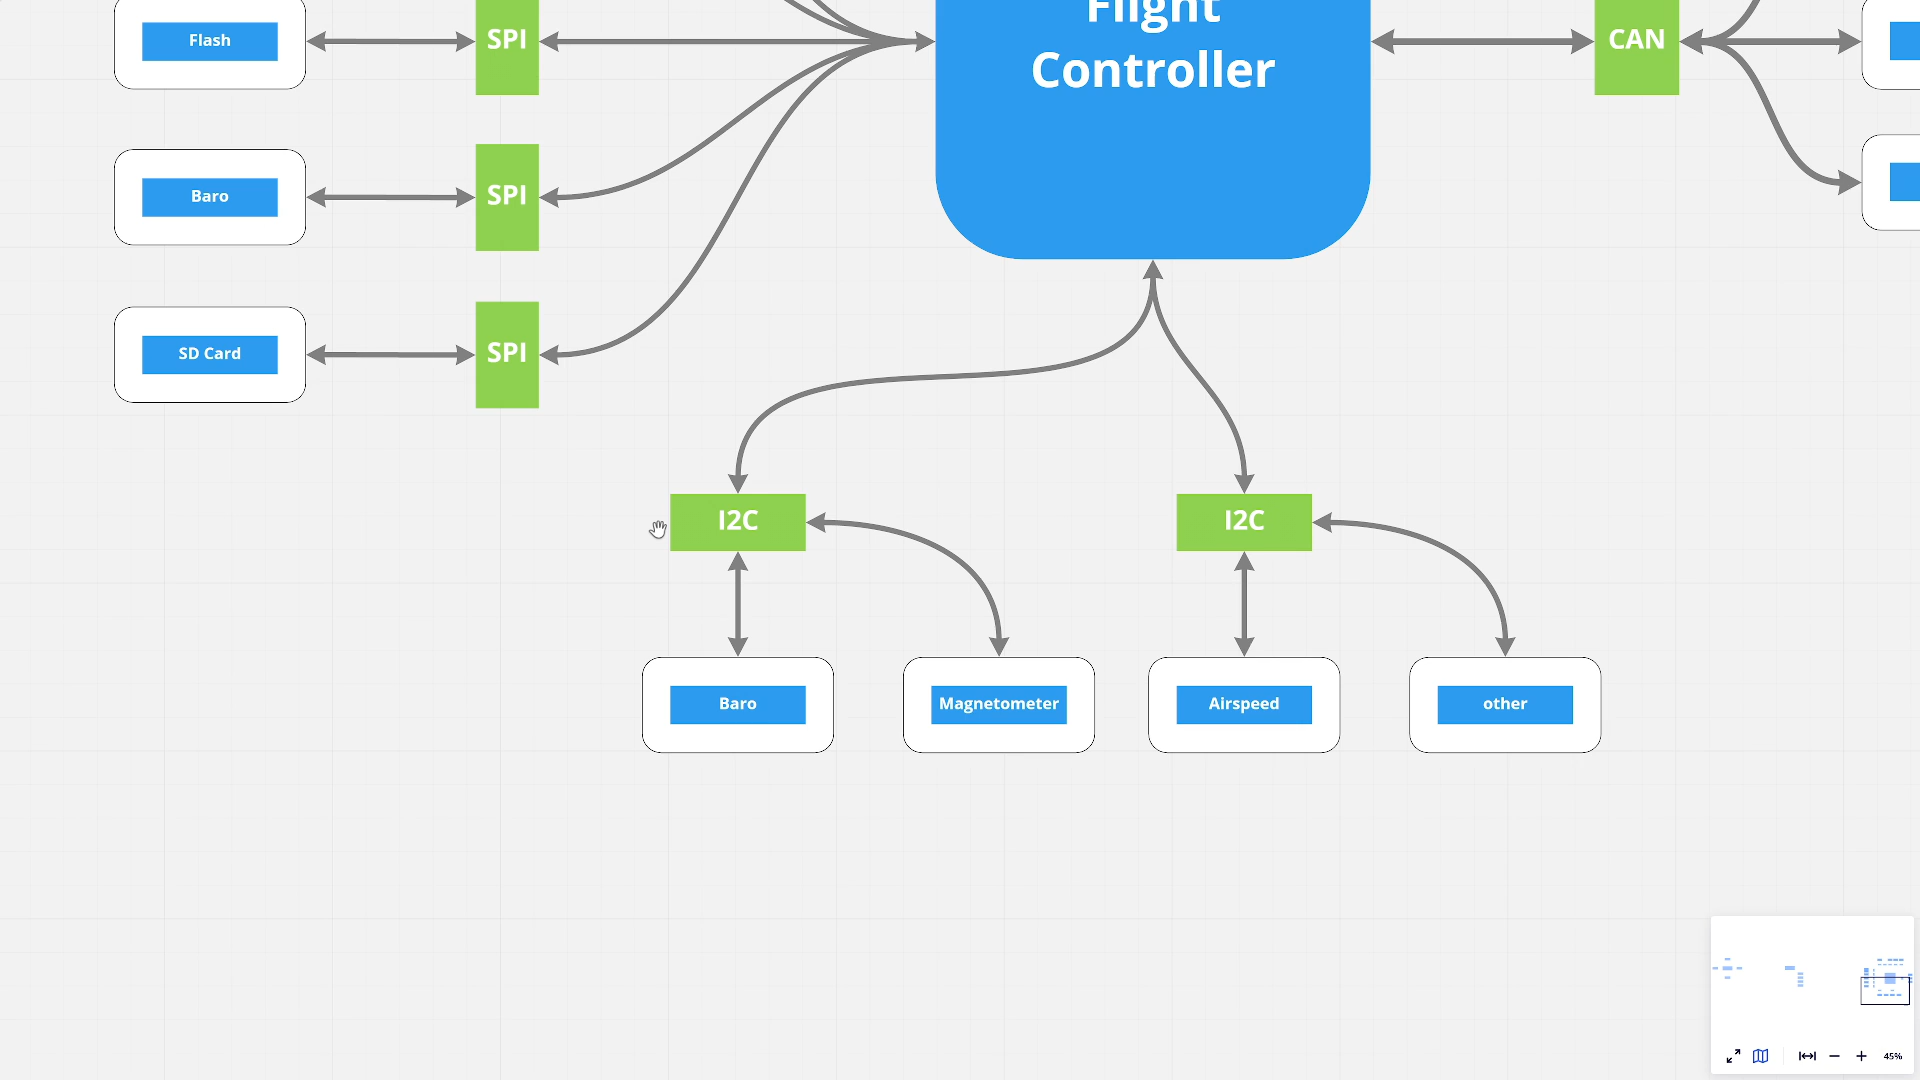 Flight
Controller
Flash
SPI
CAN
Baro
SPI
SD Card
SPI
I2C
I2C
Baro
Magnetometer
Airspeed
other
45%